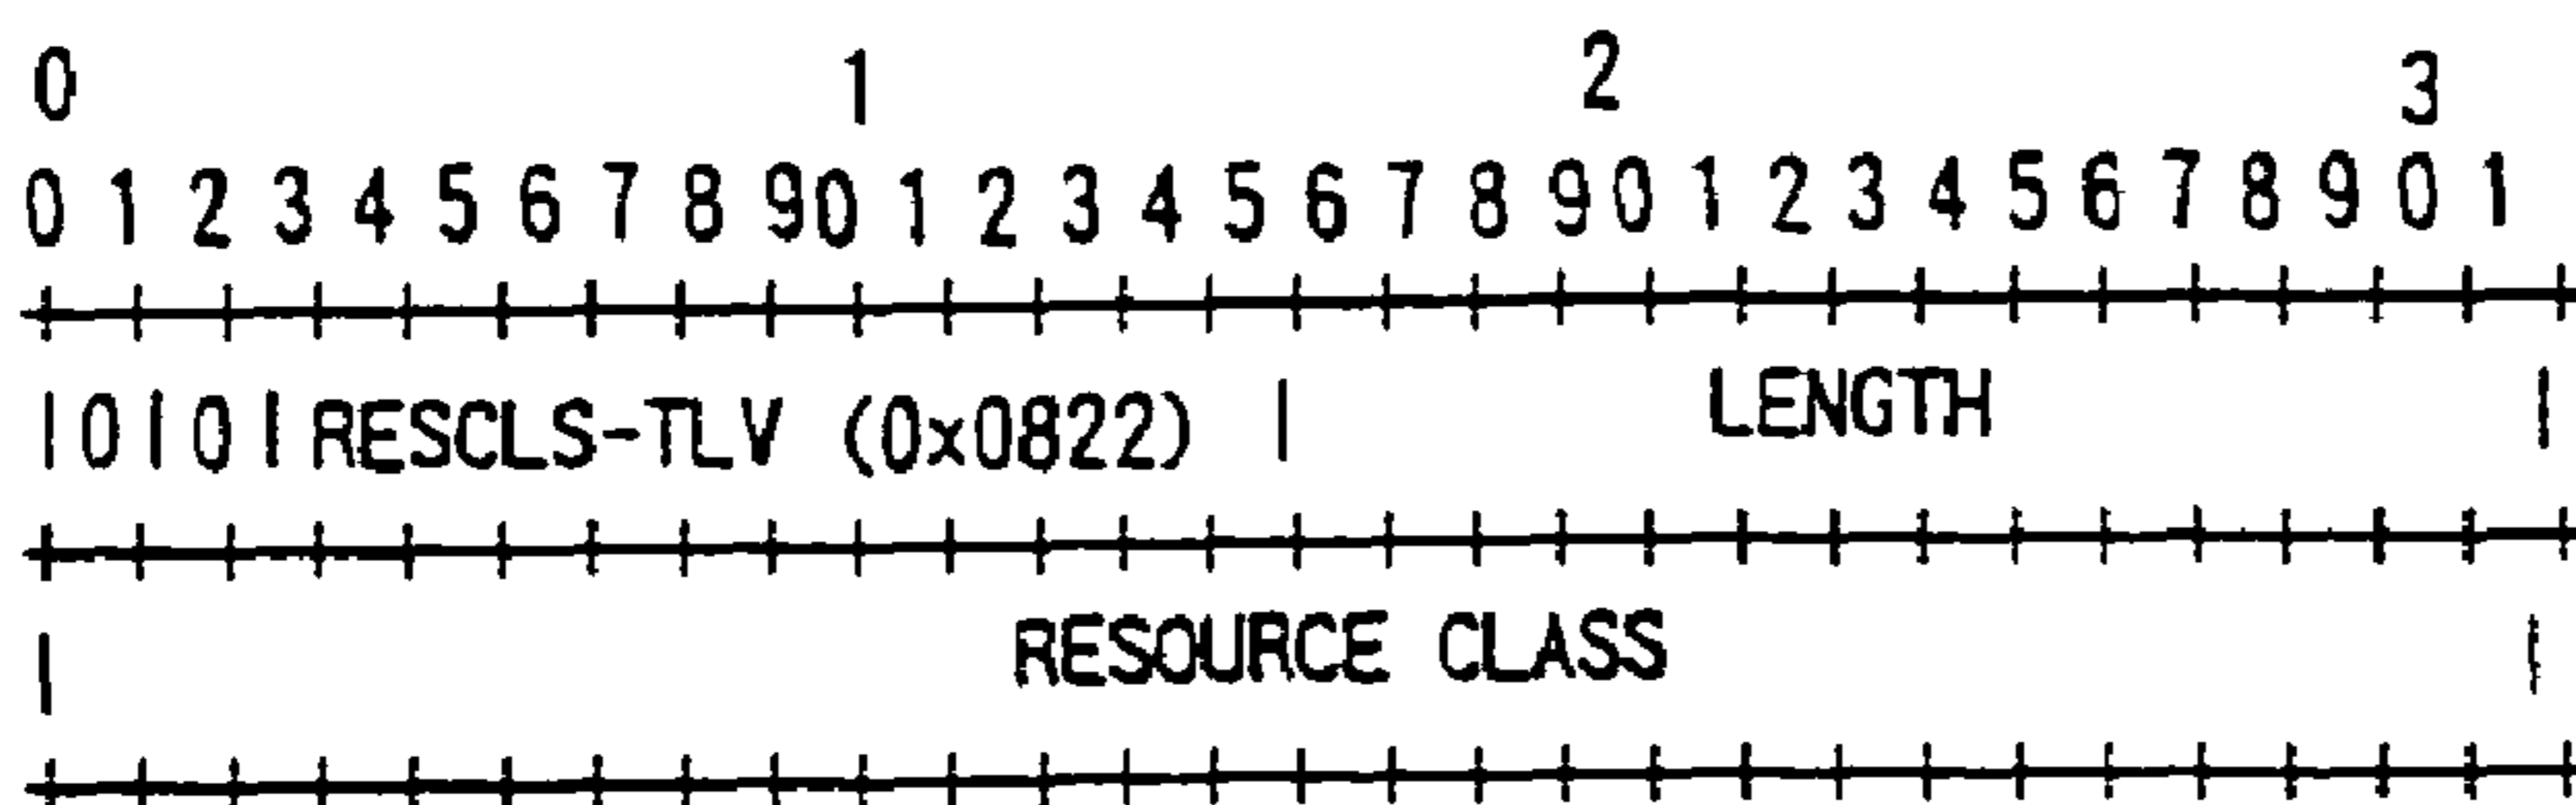 0 1 2 3
0 1 2 3 4 5 6 7 8 9 0 1 2 3 4 5 6 7 8 9 0 1 2 3 4 5 6 7 8 9 0 1
|0|0| RESCLS-TLV (0x0822) | LENGTH |
| RESOURCE CLASS |